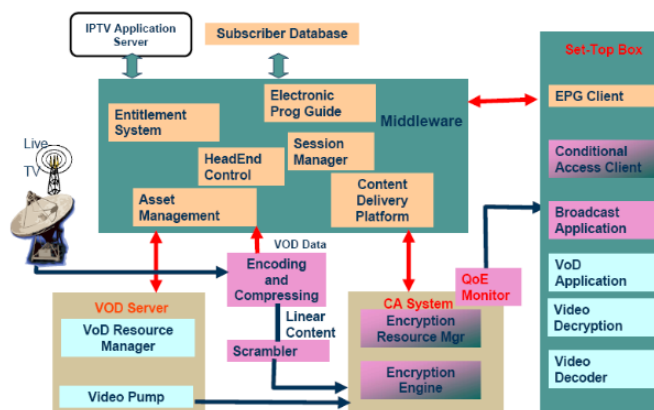 IPTV Application
Server
Subscriber Database
Set-Top Box
Electronic
Prog Guide
Middleware
EPG Client
Entitlement
System
Session
Manager
Conditional
Access Client
Live
TV
HeadEnd
Control
Asset
Management
Content
Delivery
Platform
Broadcast
Application
VOD Data
Encoding
and
Compressing
QoE
Monitor
VoD
Application
VOD Server
CA System
Linear
Content
VoD Resource
Manager
Encryption
Resource Mgr
Video
Decryption
Scrambler
Encryption
Engine
Video
Decoder
Video Pump